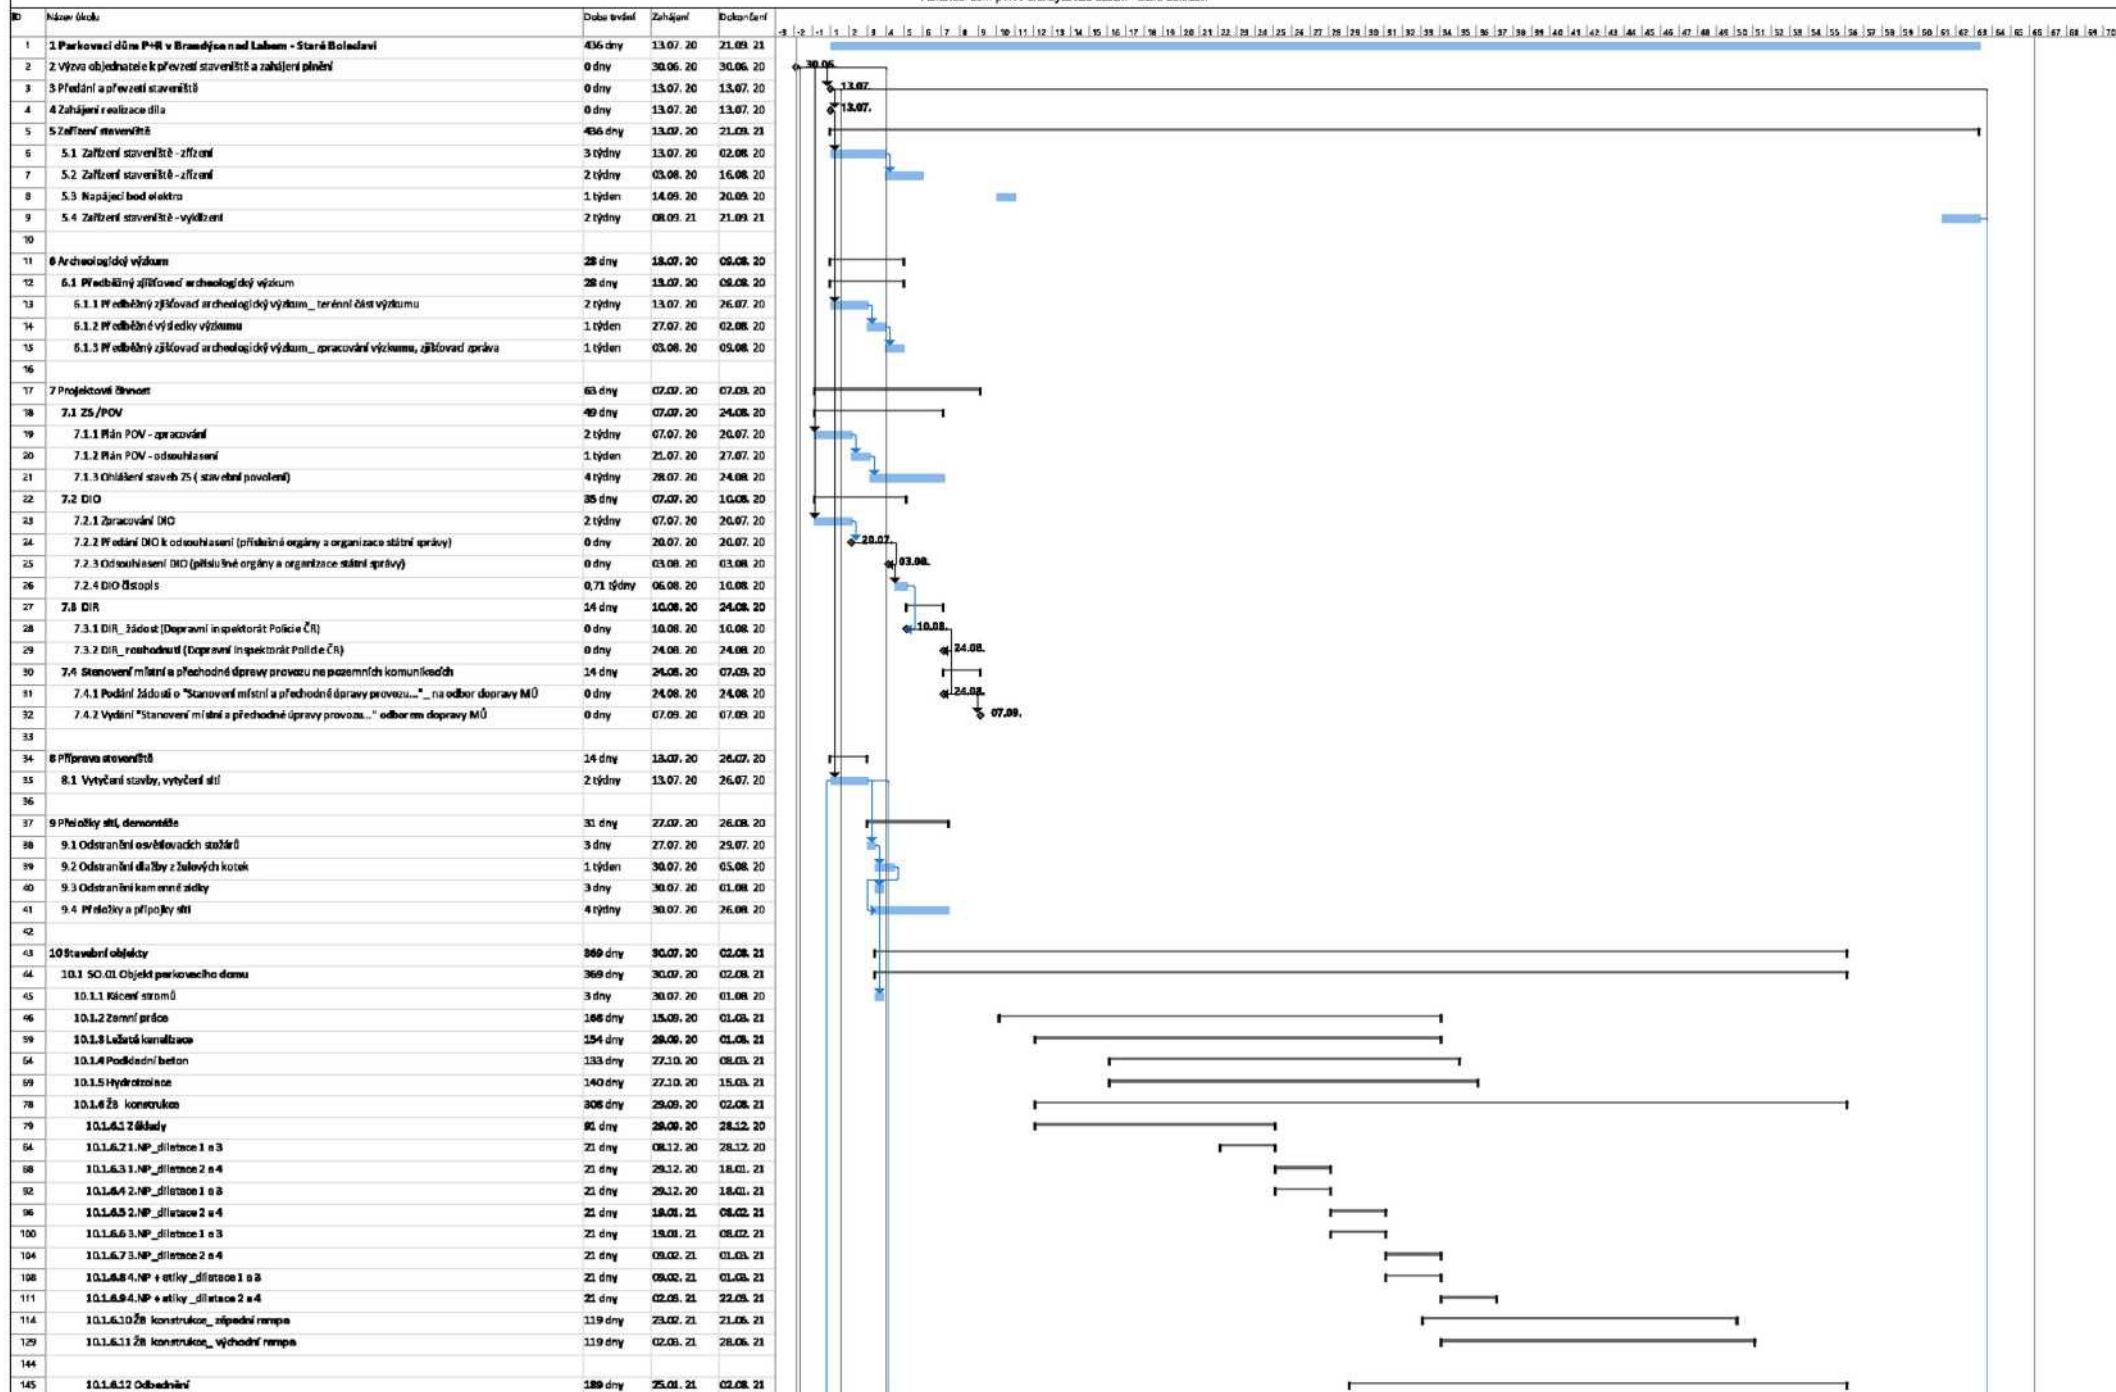 ID Název úkolu Doba trvání Zahájení Dokončení
1 1 Parkovací dům P+R v Brandýse nad Labem - Staré Boleslavi 436 dny 13.07. 20 21.09. 21
2 2 Výzva objednatele k převzetí staveniště a zahájení plnění 0 dny 30.06. 20 30.06. 20 30.06.
3 3 Předání a převzetí staveniště 0 dny 13.07. 20 13.07. 20 13.07.
4 4 Zahájení realizace díla 0 dny 13.07. 20 13.07. 20 13.07.
5 5 Zařízení staveniště 436 dny 13.07. 20 21.09. 21
6 5.1 Zařízení staveniště - zřízení 3 týdny 13.07. 20 02.08. 20
7 5.2 Zařízení staveniště - zřízení 2 týdny 03.08. 20 16.08. 20
8 5.3 Napájecí bod elektro 1 týden 14.09. 20 20.09. 20
9 5.4 Zařízení staveniště - vyklizení 2 týdny 08.09. 21 21.09. 21
10
11 6 Archeologický výzkum 28 dny 13.07. 20 09.08. 20
12 6.1 Předběžný zjišťovací archeologický výzkum 28 dny 13.07. 20 09.08. 20
13 6.1.1 Předběžný zjišťovací archeologický výzkum_ terénní část výzkumu 2 týdny 13.07. 20 26.07. 20
14 6.1.2 Předběžné výsledky výzkumu 1 týden 27.07. 20 02.08. 20
15 6.1.3 Předběžný zjišťovací archeologický výzkum_ zpracování výzkumu, zjišťovací zpráva 1 týden 03.08. 20 09.08. 20
16
17 7 Projektová činnost 63 dny 07.07. 20 07.09. 20
18 7.1 ZS/POV 49 dny 07.07. 20 24.08. 20
19 7.1.1 Plán POV - zpracování 2 týdny 07.07. 20 20.07. 20
20 7.1.2 Plán POV - odsouhlasení 1 týden 21.07. 20 27.07. 20
21 7.1.3 Ohlášení staveb ZS ( stavební povolení) 4 týdny 28.07. 20 24.08. 20
22 7.2 DIO 35 dny 07.07. 20 10.08. 20
23 7.2.1 Zpracování DIO 2 týdny 07.07. 20 20.07. 20
24 7.2.2 Předání DIO k odsouhlasení (příslušné orgány a organizace státní správy) 0 dny 20.07. 20 20.07. 20 20.07.
25 7.2.3 Odsouhlasení DIO (příslušné orgány a organizace státní správy) 0 dny 03.08. 20 03.08. 20 03.08.
26 7.2.4 DIO čistopis 0,71 týdny 06.08. 20 10.08. 20
27 7.3 DIR 14 dny 10.08. 20 24.08. 20
28 7.3.1 DIR_ žádost (Dopravní inspektorát Policie ČR) 0 dny 10.08. 20 10.08. 20 10.08.
29 7.3.2 DIR_ rouhodnutí (Dopravní inspektorát Policie ČR) 0 dny 24.08. 20 24.08. 20 24.08.
30 7.4 Stanovení místní a přechodné úpravy provozu na pozemních komunikacích 14 dny 24.08. 20 07.09. 20
31 7.4.1 Podání žádosti o "Stanovení místní a přechodné úpravy provozu..."_ na odbor dopravy MÚ 0 dny 24.08. 20 24.08. 20 24.08.
32 7.4.2 Vydání "Stanovení místní a přechodné úpravy provozu..." odborem dopravy MÚ 0 dny 07.09. 20 07.09. 20 07.09.
33
34 8 Příprava staveniště 14 dny 13.07. 20 26.07. 20
35 8.1 Vytyčení stavby, vytyčení sítí 2 týdny 13.07. 20 26.07. 20
36
37 9 Přeložky sítí, demontáže 31 dny 27.07. 20 26.08. 20
38 9.1 Odstranění osvětlovacích stožárů 3 dny 27.07. 20 29.07. 20
39 9.2 Odstranění dlažby z žulových kotek 1 týden 30.07. 20 05.08. 20
40 9.3 Odstranění kamenné zídky 3 dny 30.07. 20 01.08. 20
41 9.4 Přeložky a přípojky sítí 4 týdny 30.07. 20 26.08. 20
42
43 10 Stavební objekty 369 dny 30.07. 20 02.08. 21
44 10.1 SO.01 Objekt parkovacího domu 369 dny 30.07. 20 02.08. 21
45 10.1.1 Kácení stromů 3 dny 30.07. 20 01.08. 20
46 10.1.2 Zemní práce 168 dny 15.09. 20 01.03. 21
59 10.1.3 Ležatá kanalizace 154 dny 29.09. 20 01.03. 21
64 10.1.4 Podkladní beton 133 dny 27.10. 20 08.03. 21
69 10.1.5 Hydroizolace 140 dny 27.10. 20 15.03. 21
78 10.1.6 ŽB konstrukce 308 dny 29.09. 20 02.08. 21
79 10.1.6.1 Základy 91 dny 29.09. 20 28.12. 20
84 10.1.6.2 1.NP_dilatace 1 a 3 21 dny 08.12. 20 28.12. 20
88 10.1.6.3 1.NP_dilatace 2 a 4 21 dny 29.12. 20 18.01. 21
92 10.1.6.4 2.NP_dilatace 1 a 3 21 dny 29.12. 20 18.01. 21
96 10.1.6.5 2.NP_dilatace 2 a 4 21 dny 19.01. 21 08.02. 21
100 10.1.6.6 3.NP_dilatace 1 a 3 21 dny 19.01. 21 08.02. 21
104 10.1.6.7 3.NP_dilatace 2 a 4 21 dny 09.02. 21 01.03. 21
108 10.1.6.8 4.NP + atiky _dilatace 1 a 3 21 dny 09.02. 21 01.03. 21
111 10.1.6.9 4.NP + atiky _dilatace 2 a 4 21 dny 02.03. 21 22.03. 21
114 10.1.6.10 ŽB konstrukce_ západní rampa 119 dny 23.02. 21 21.06. 21
129 10.1.6.11 ŽB konstrukce_ východní rampa 119 dny 02.03. 21 28.06. 21
144
145 10.1.6.12 Odbednění 189 dny 25.01. 21 02.08. 21